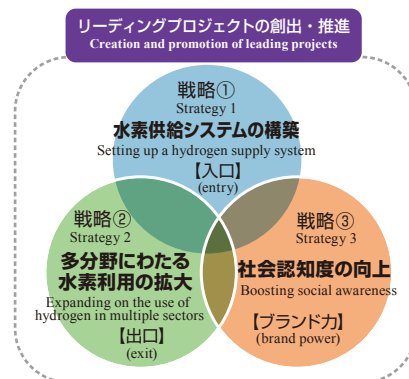 リーディングプロジェクトの創出・推進
Creation and promotion of leading projects
戦略①
Strategy 1
水素供給システムの構築
Setting up a hydrogen supply system
【入口】
(entry)
戦略②
Strategy 2
多分野にわたる
水素利用の拡大
Expanding on the use of
hydrogen in multiple sectors
【出口】
(exit)
戦略③
Strategy 3
社会認知度の向上
Boosting social awareness
【ブランド力】
(brand power)